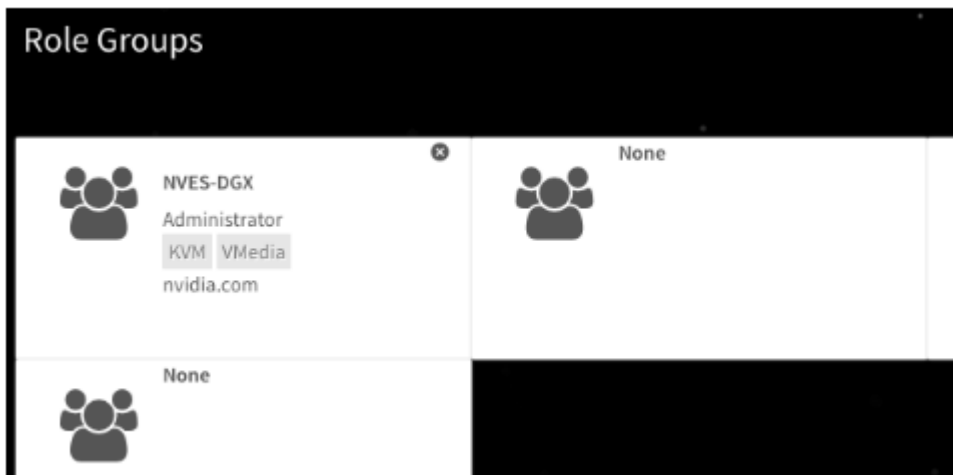 Role Groups
NVES-DGX
Administrator
KVM VMedia
nvidia.com
None
None